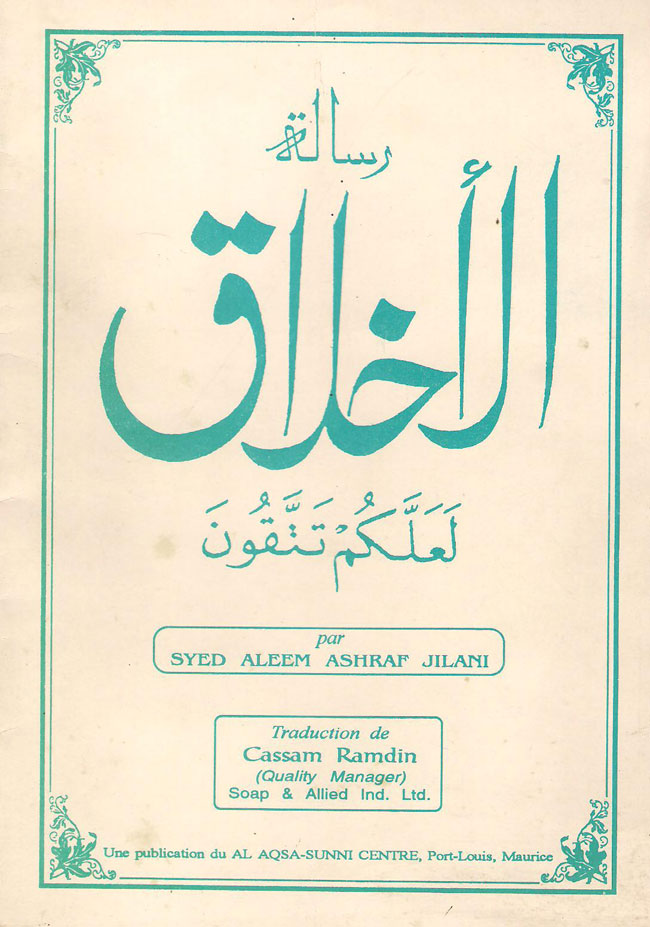 رسالة
الأخلاق
لَعَلَّكُمْ تَتَّقُونَ
par
SYED ALEEM ASHRAF JILANI
Traduction de
Cassam Ramdin
(Quality Manager)
Soap & Allied Ind. Ltd.
Une publication du AL AQSA-SUNNI CENTRE, Port-Louis, Maurice